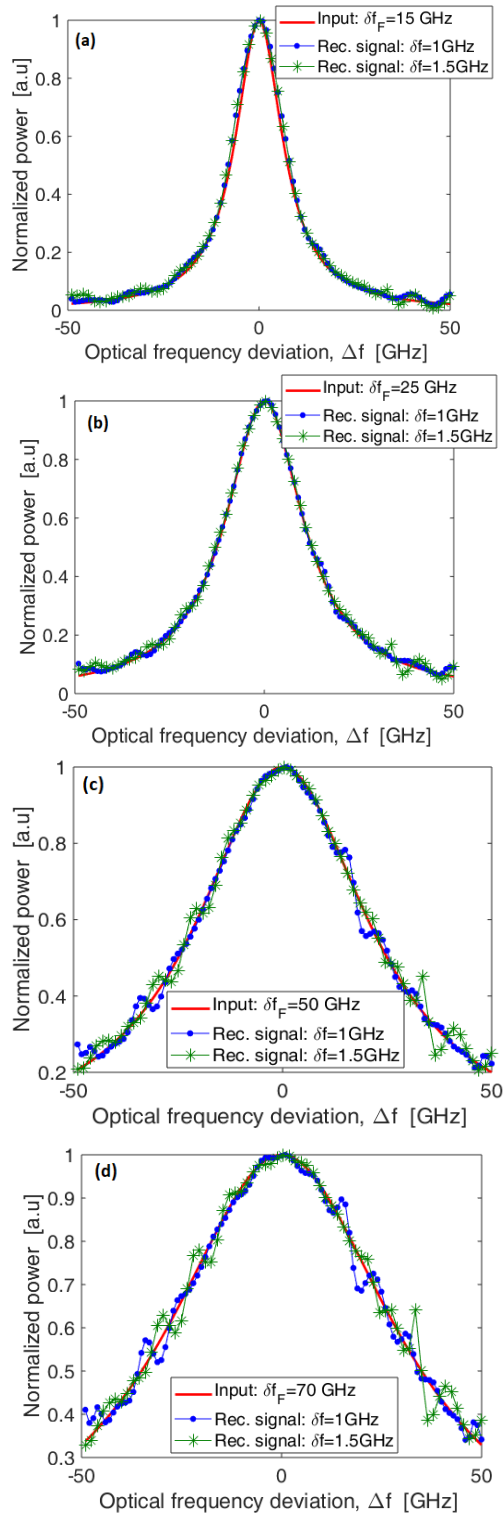 (a)
Input: δf_F=15 GHz
Rec. signal: δf=1GHz
Rec. signal: δf=1.5GHz
Normalized power [a.u]
1
0.8
0.6
0.4
0.2
0
-50 0 50
Optical frequency deviation, Δf [GHz]
(b)
Input: δf_F=25 GHz
Rec. signal: δf=1GHz
Rec. signal: δf=1.5GHz
Normalized power [a.u]
1
0.8
0.6
0.4
0.2
0
-50 0 50
Optical frequency deviation, Δf [GHz]
(c)
Normalized power [a.u]
1
0.8
0.6
0.4
0.2
Input: δf_F=50 GHz
Rec. signal: δf=1GHz
Rec. signal: δf=1.5GHz
-50 0 50
Optical frequency deviation, Δf [GHz]
(d)
Normalized power [a.u]
1
0.9
0.8
0.7
0.6
0.5
0.4
0.3
Input: δf_F=70 GHz
Rec. signal: δf=1GHz
Rec. signal: δf=1.5GHz
-50 0 50
Optical frequency deviation, Δf [GHz]